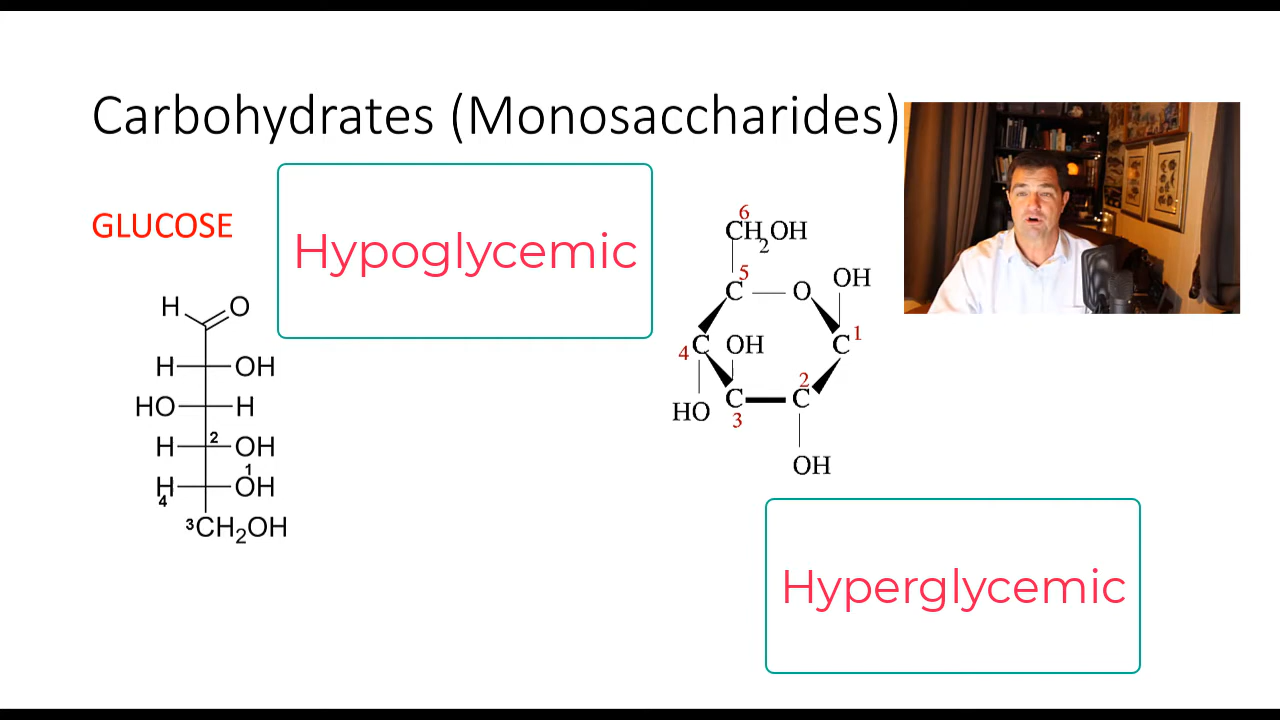 Carbohydrates (Monosaccharides)
GLUCOSE
Hypoglycemic
H O
H OH
HO H
H 2 OH
1
H OH
4
3CH2OH
6
CH2OH
5
C O OH
4 C OH C 1
HO C 2 C
3
OH
Hyperglycemic